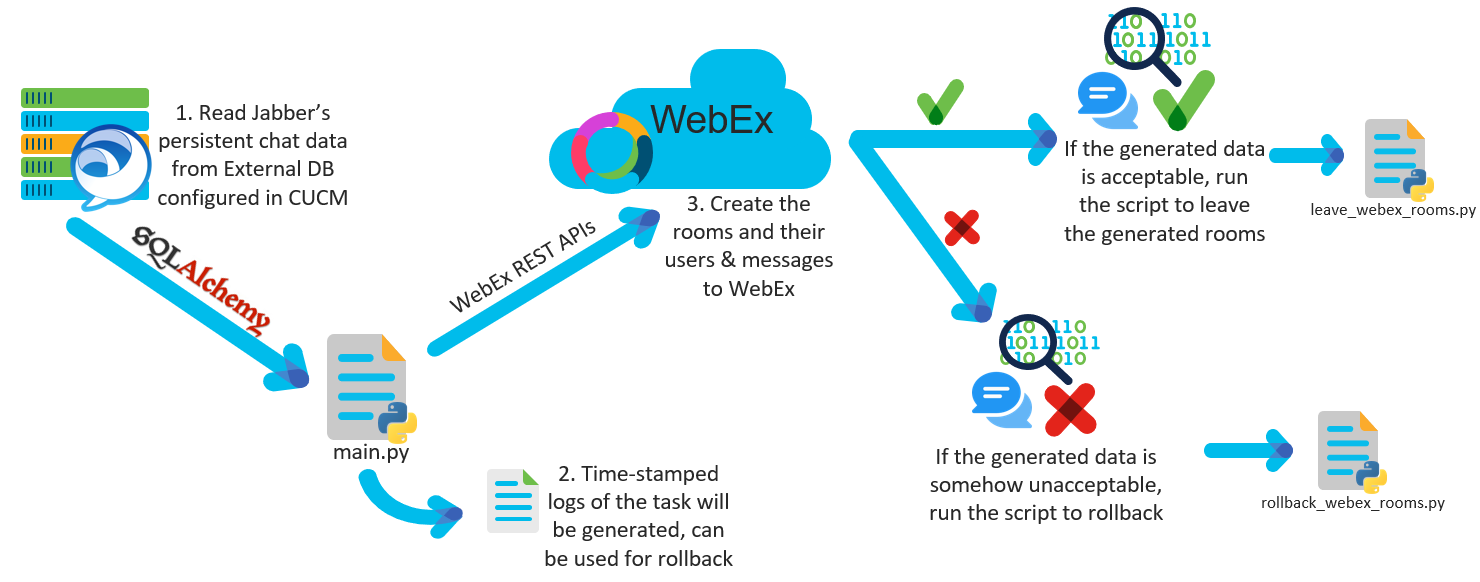 1. Read Jabber's
persistent chat data
from External DB
configured in CUCM
SQLAlchemy
main.py
2. Time-stamped
logs of the task will
be generated, can
be used for rollback
WebEx REST APIs
WebEx
3. Create the
rooms and their
users & messages
to WebEx
110 110
1011 1011
010 010
If the generated data
is acceptable, run
the script to leave
the generated rooms
leave_webex_rooms.py
110 110
1011 1011
010 010
If the generated data is
somehow unacceptable,
run the script to rollback
rollback_webex_rooms.py